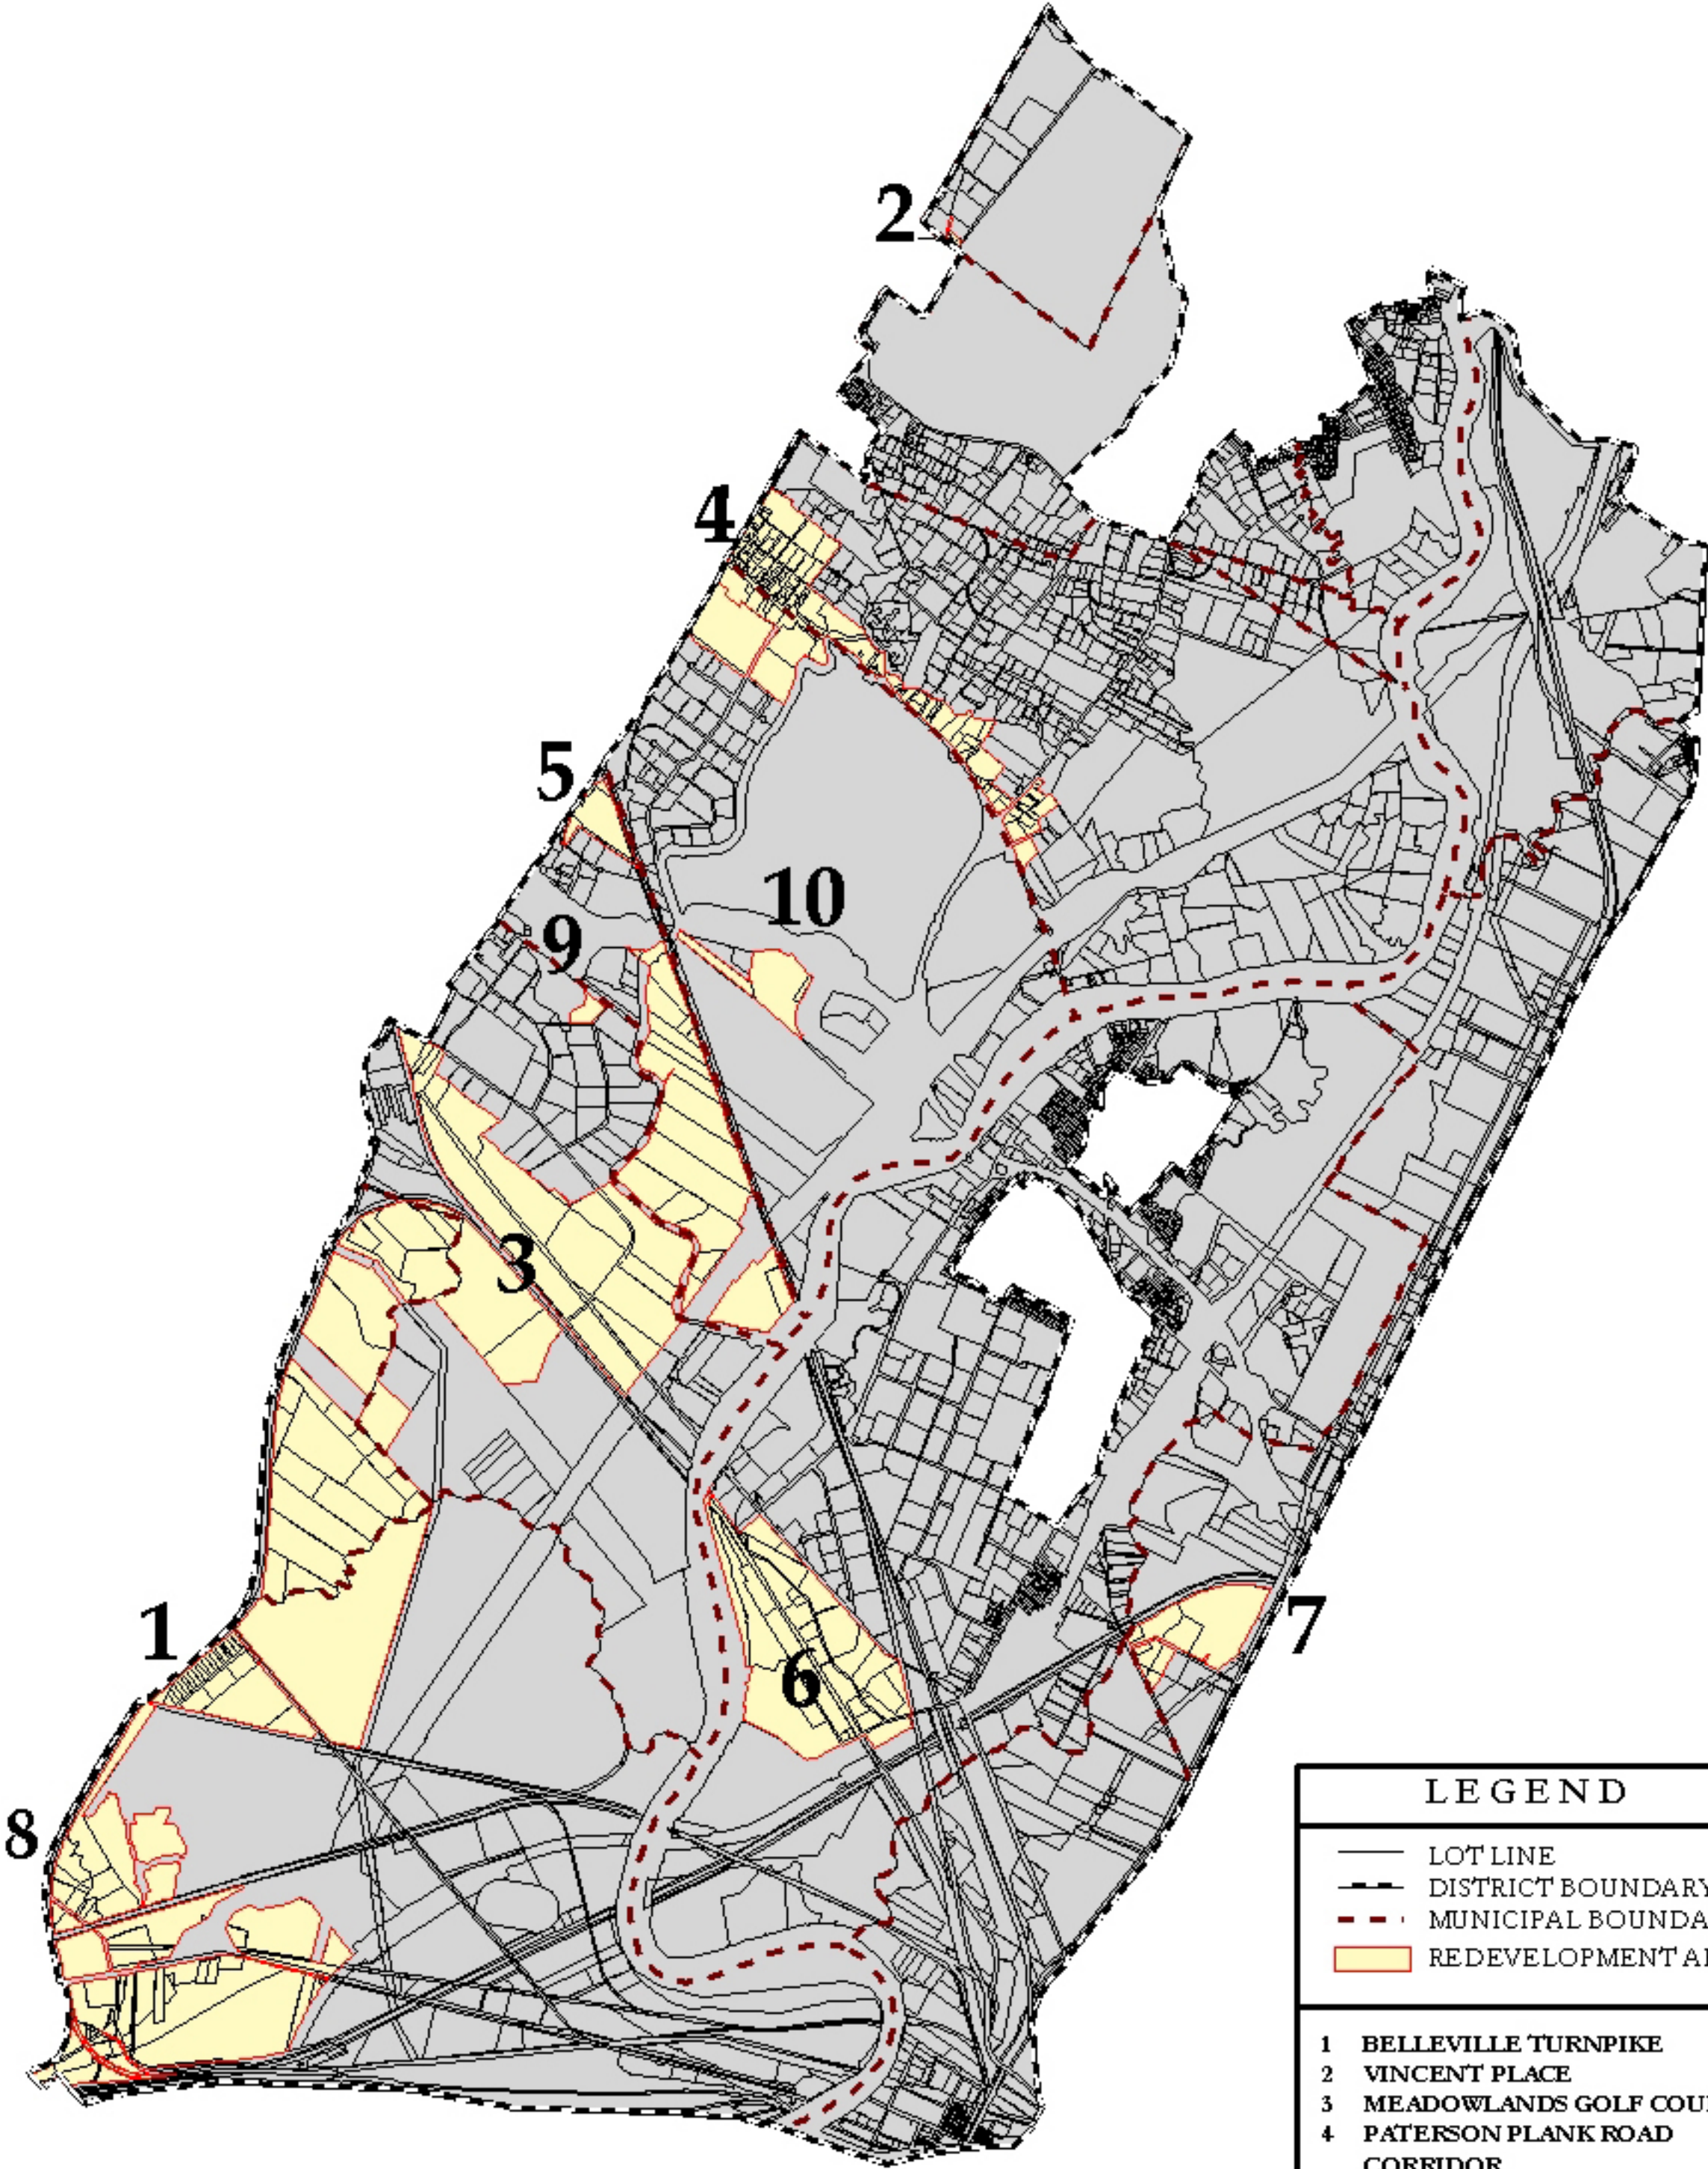 2
4
5
10
9
3
1
6
7
8
LEGEND
LOT LINE
DISTRICT BOUNDARY
MUNICIPAL BOUNDA
REDEVELOPMENT A
1 BELLEVILLE TURNPIKE
2 VINCENT PLACE
3 MEADOWLANDS GOLF COU
4 PATERSON PLANK ROAD
CORRIDOR